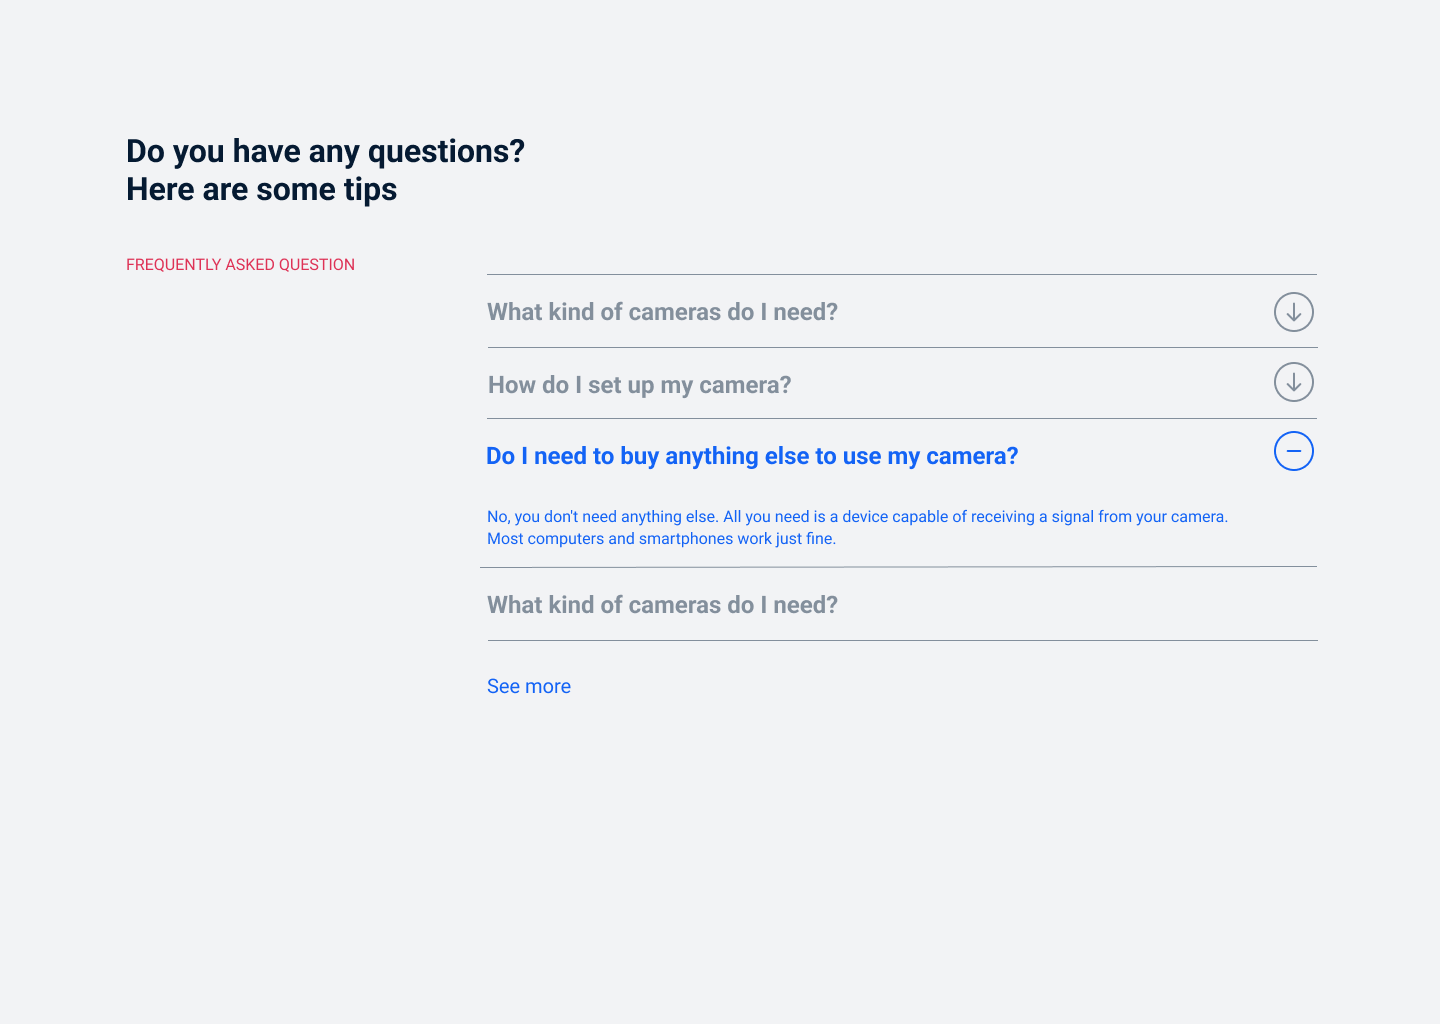 Do you have any questions?
Here are some tips
FREQUENTLY ASKED QUESTION
What kind of cameras do I need?
How do I set up my camera?
Do I need to buy anything else to use my camera?
No, you don't need anything else. All you need is a device capable of receiving a signal from your camera.
Most computers and smartphones work just fine.
What kind of cameras do I need?
See more